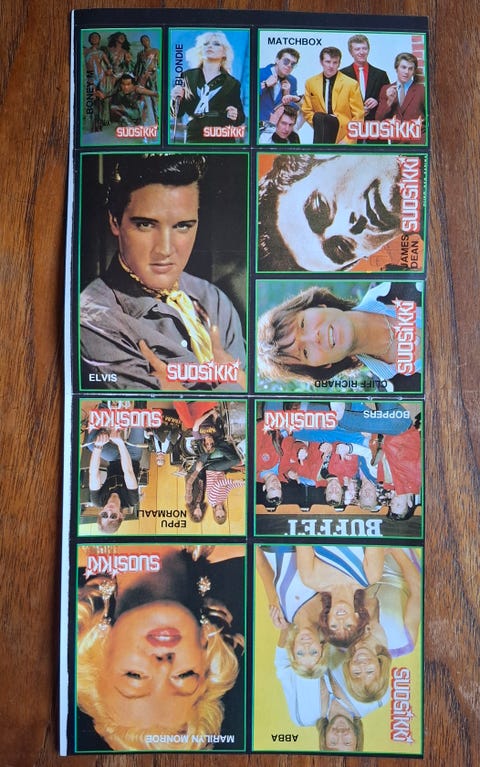 BONEY M
SUOSIKKI
BLONDIE
SUOSIKKI
MATCHBOX
SUOSIKKI
ELVIS
SUOSIKKI
JAMES
DEAN
SUOSIKKI
CLIFF RICHARD
SUOSIKKI
SUOSIKKI
EPPU
NORMAALI
SUOSIKKI
BOPPERS
BUFFET
SUOSIKKI
MARILYN MONROE
SUOSIKKI
ABBA